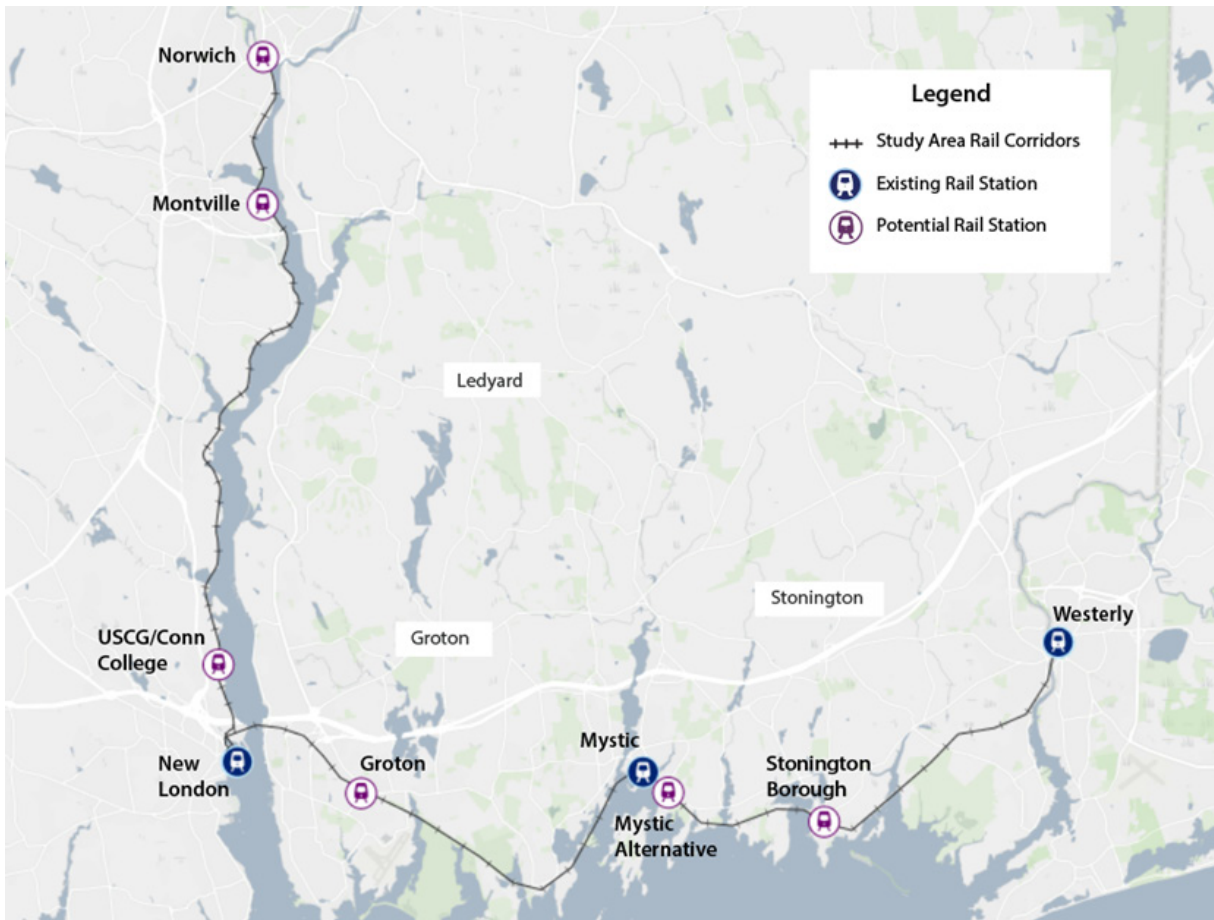 Norwich
Legend
Study Area Rail Corridors
Existing Rail Station
Montville
Potential Rail Station
Ledyard
Stonington
Westerly
USCG/Conn
College
Groton
Mystic
New
London
Groton
Stonington
Borough
Mystic
Alternative